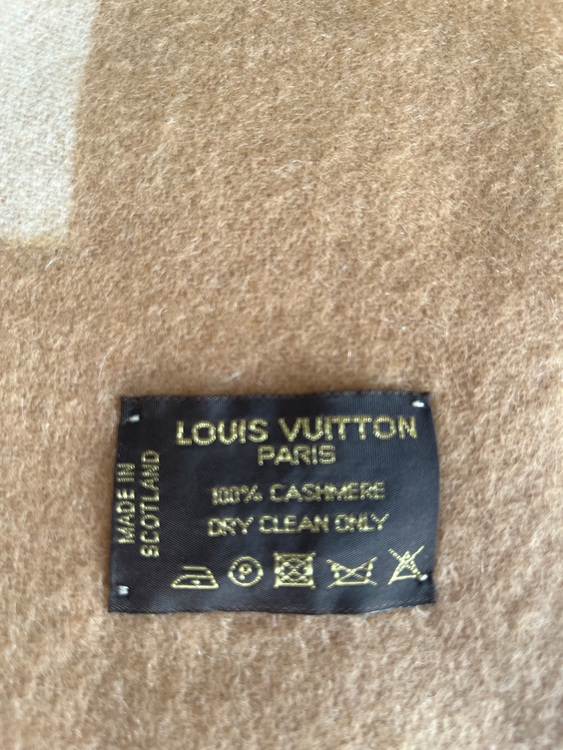 LOUIS VUITTON
PARIS
100% CASHMERE
DRY CLEAN ONLY
P
MADE IN
SCOTLAND